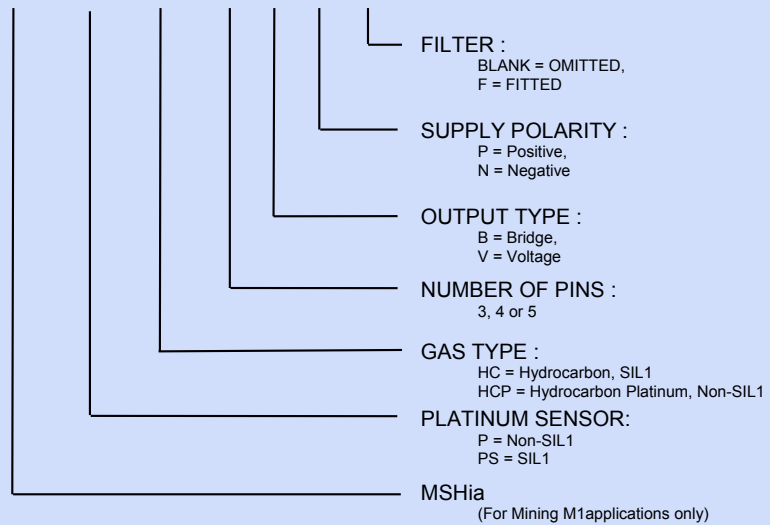 FILTER :
BLANK = OMITTED,
F = FITTED
SUPPLY POLARITY :
P = Positive,
N = Negative
OUTPUT TYPE :
B = Bridge,
V = Voltage
NUMBER OF PINS :
3, 4 or 5
GAS TYPE :
HC = Hydrocarbon, SIL1
HCP = Hydrocarbon Platinum, Non-SIL1
PLATINUM SENSOR:
P = Non-SIL1
PS = SIL1
MSHia
(For Mining M1applications only)